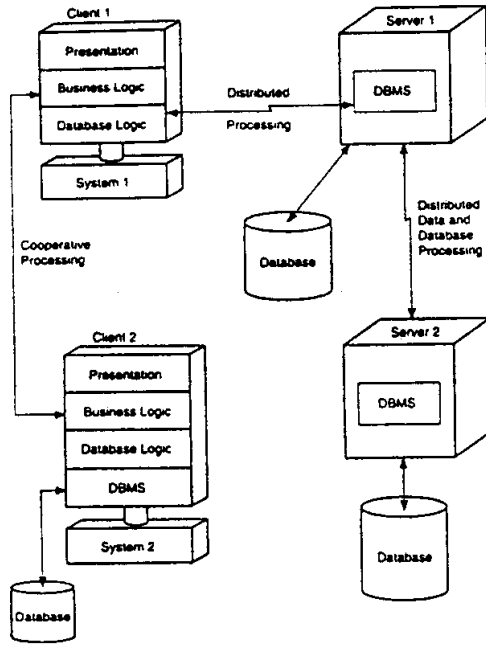 Client 1
Presentation
Business Logic
Database Logic
System 1
Distributed
Processing
Server 1
DBMS
Database
Distributed
Data and
Database
Processing
Cooperative
Processing
Client 2
Presentation
Business Logic
Database Logic
DBMS
System 2
Database
Server 2
DBMS
Database